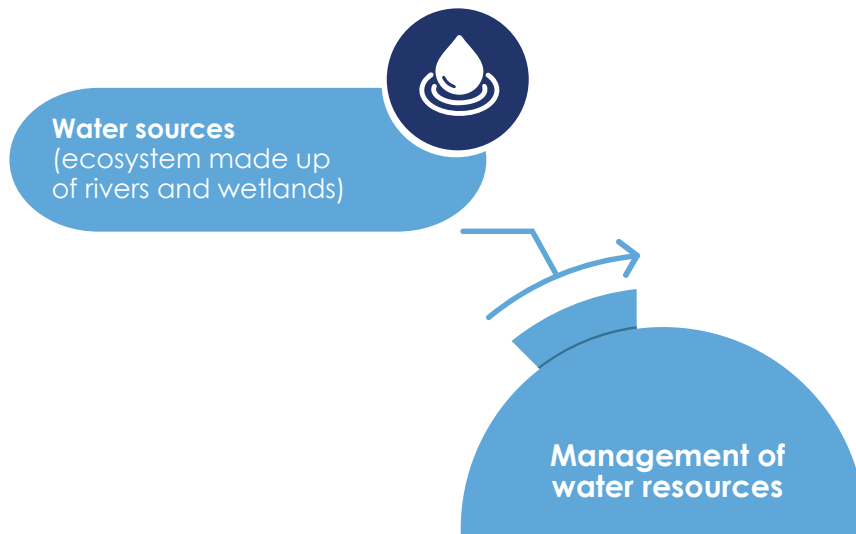 Water sources
(ecosystem made up
of rivers and wetlands)
Management of
water resources